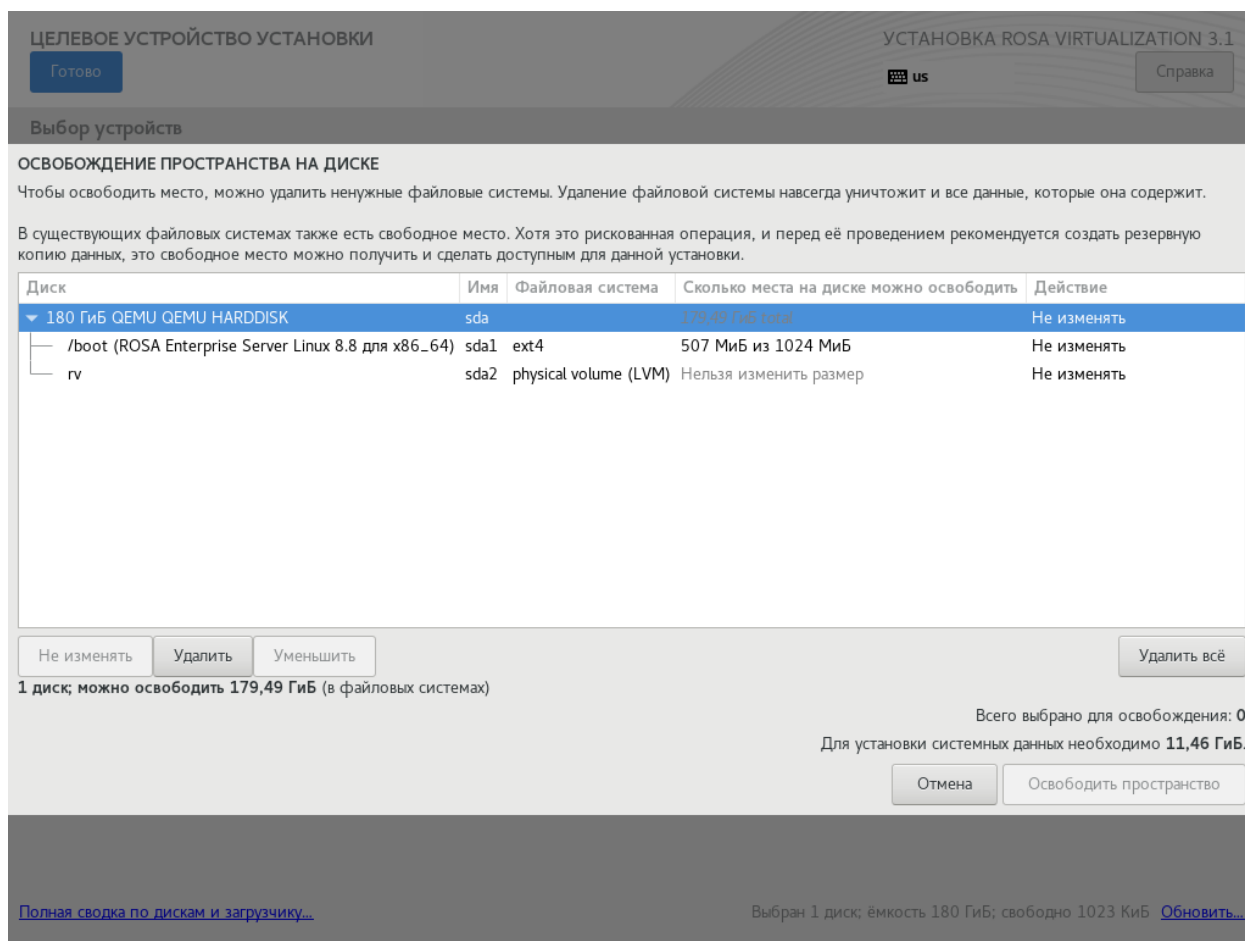 ЦЕЛЕВОЕ УСТРОЙСТВО УСТАНОВКИ
УСТАНОВКА ROSA VIRTUALIZATION 3.1
Готово
us
Справка
Выбор устройств
ОСВОБОЖДЕНИЕ ПРОСТРАНСТВА НА ДИСКЕ
Чтобы освободить место, можно удалить ненужные файловые системы. Удаление файловой системы навсегда уничтожит и все данные, которые она содержит.
В существующих файловых системах также есть свободное место. Хотя это рискованная операция, и перед её проведением рекомендуется создать резервную
копию данных, это свободное место можно получить и сделать доступным для данной установки.
Диск Имя Файловая система Сколько места на диске можно освободить Действие
180 ГиБ QEMU QEMU HARDDISK sda 179,49 ГиБ total Не изменять
/boot (ROSA Enterprise Server Linux 8.8 для x86_64) sda1 ext4 507 МиБ из 1024 МиБ Не изменять
rv sda2 physical volume (LVM) Нельзя изменить размер Не изменять
Не изменять Удалить Уменьшить Удалить всё
1 диск; можно освободить 179,49 ГиБ (в файловых системах)
Всего выбрано для освобождения: 0
Для установки системных данных необходимо 11,46 ГиБ.
Отмена Освободить пространство
Полная сводка по дискам и загрузчику... Выбран 1 диск; ёмкость 180 ГиБ; свободно 1023 КиБ Обновить...